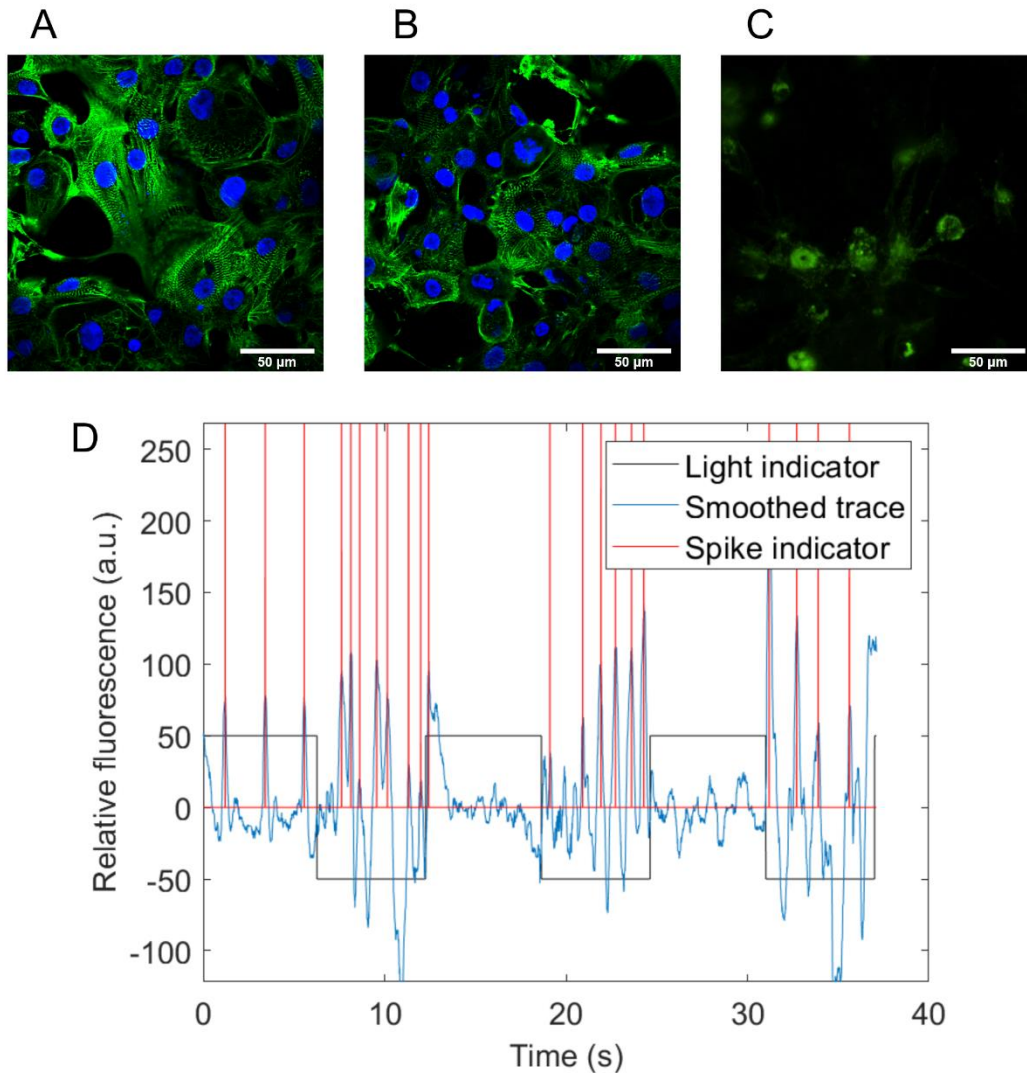 A
B
C
50 µm
50 µm
50 µm
D
Relative fluorescence (a.u.)
250
200
150
100
50
0
-50
-100
Light indicator
Smoothed trace
Spike indicator
0
10
20
30
40
Time (s)